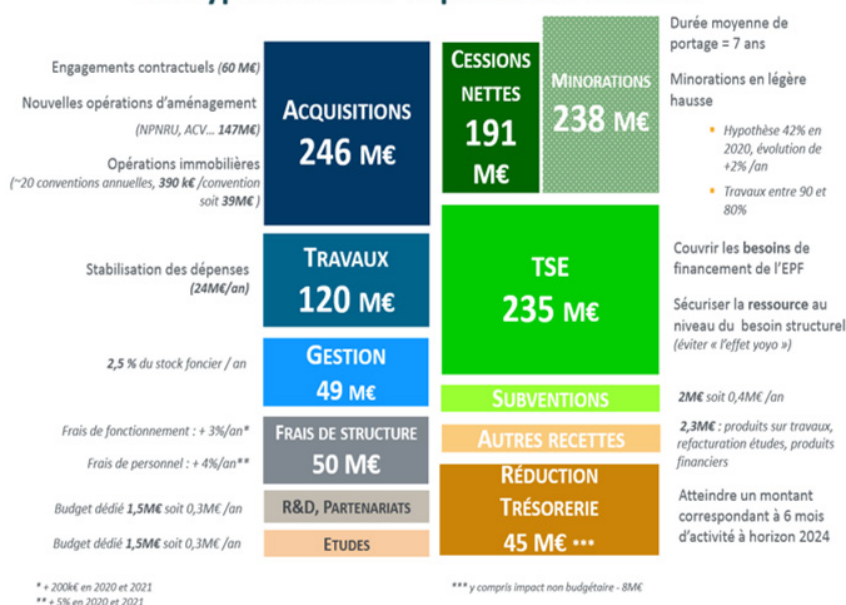 Engagements contractuels (60 M€)
Nouvelles opérations d'aménagement
(NPNRU, ACV... 147M€)
Opérations immobilières
(~20 conventions annuelles, 390 k€ /convention
soit 39M€ )
ACQUISITIONS
246 M€
Stabilisation des dépenses
(24M€/an)
TRAVAUX
120 M€
2,5 % du stock foncier / an
GESTION
49 M€
Frais de fonctionnement : + 3%/an*
Frais de personnel : + 4%/an**
FRAIS DE STRUCTURE
50 M€
Budget dédié 1,5M€ soit 0,3M€ /an
R&D, PARTENARIATS
Budget dédié 1,5M€ soit 0,3M€ /an
ETUDES
* + 200k€ en 2020 et 2021
** + 5% en 2020 et 2021
CESSIONS
NETTES
191
M€
MINORATIONS
238 M€
Durée moyenne de
portage = 7 ans
Minorations en légère
hausse
• Hypothèse 42% en
2020, évolution de
+2% /an
• Travaux entre 90 et
80%
TSE
235 M€
Couvrir les besoins de
financement de l'EPF
Sécuriser la ressource au
niveau du besoin structurel
(éviter « l'effet yoyo »)
SUBVENTIONS
2M€ soit 0,4M€ /an
AUTRES RECETTES
2,3M€ : produits sur travaux,
refacturation études, produits
financiers
RÉDUCTION
TRÉSORERIE
45 M€ ***
Atteindre un montant
correspondant à 6 mois
d'activité à horizon 2024
*** y compris impact non budgétaire - 8M€